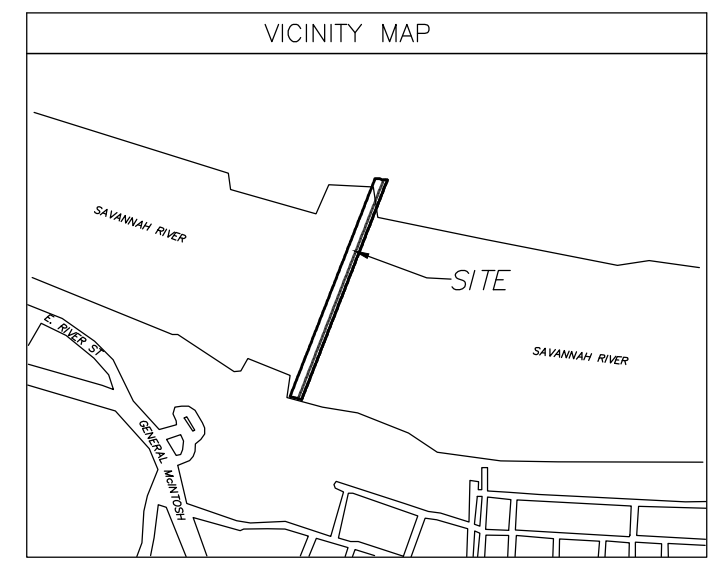 VICINITY MAP
SAVANNAH RIVER
SITE
SAVANNAH RIVER
E. RIVER ST
GENERAL McINTOSH